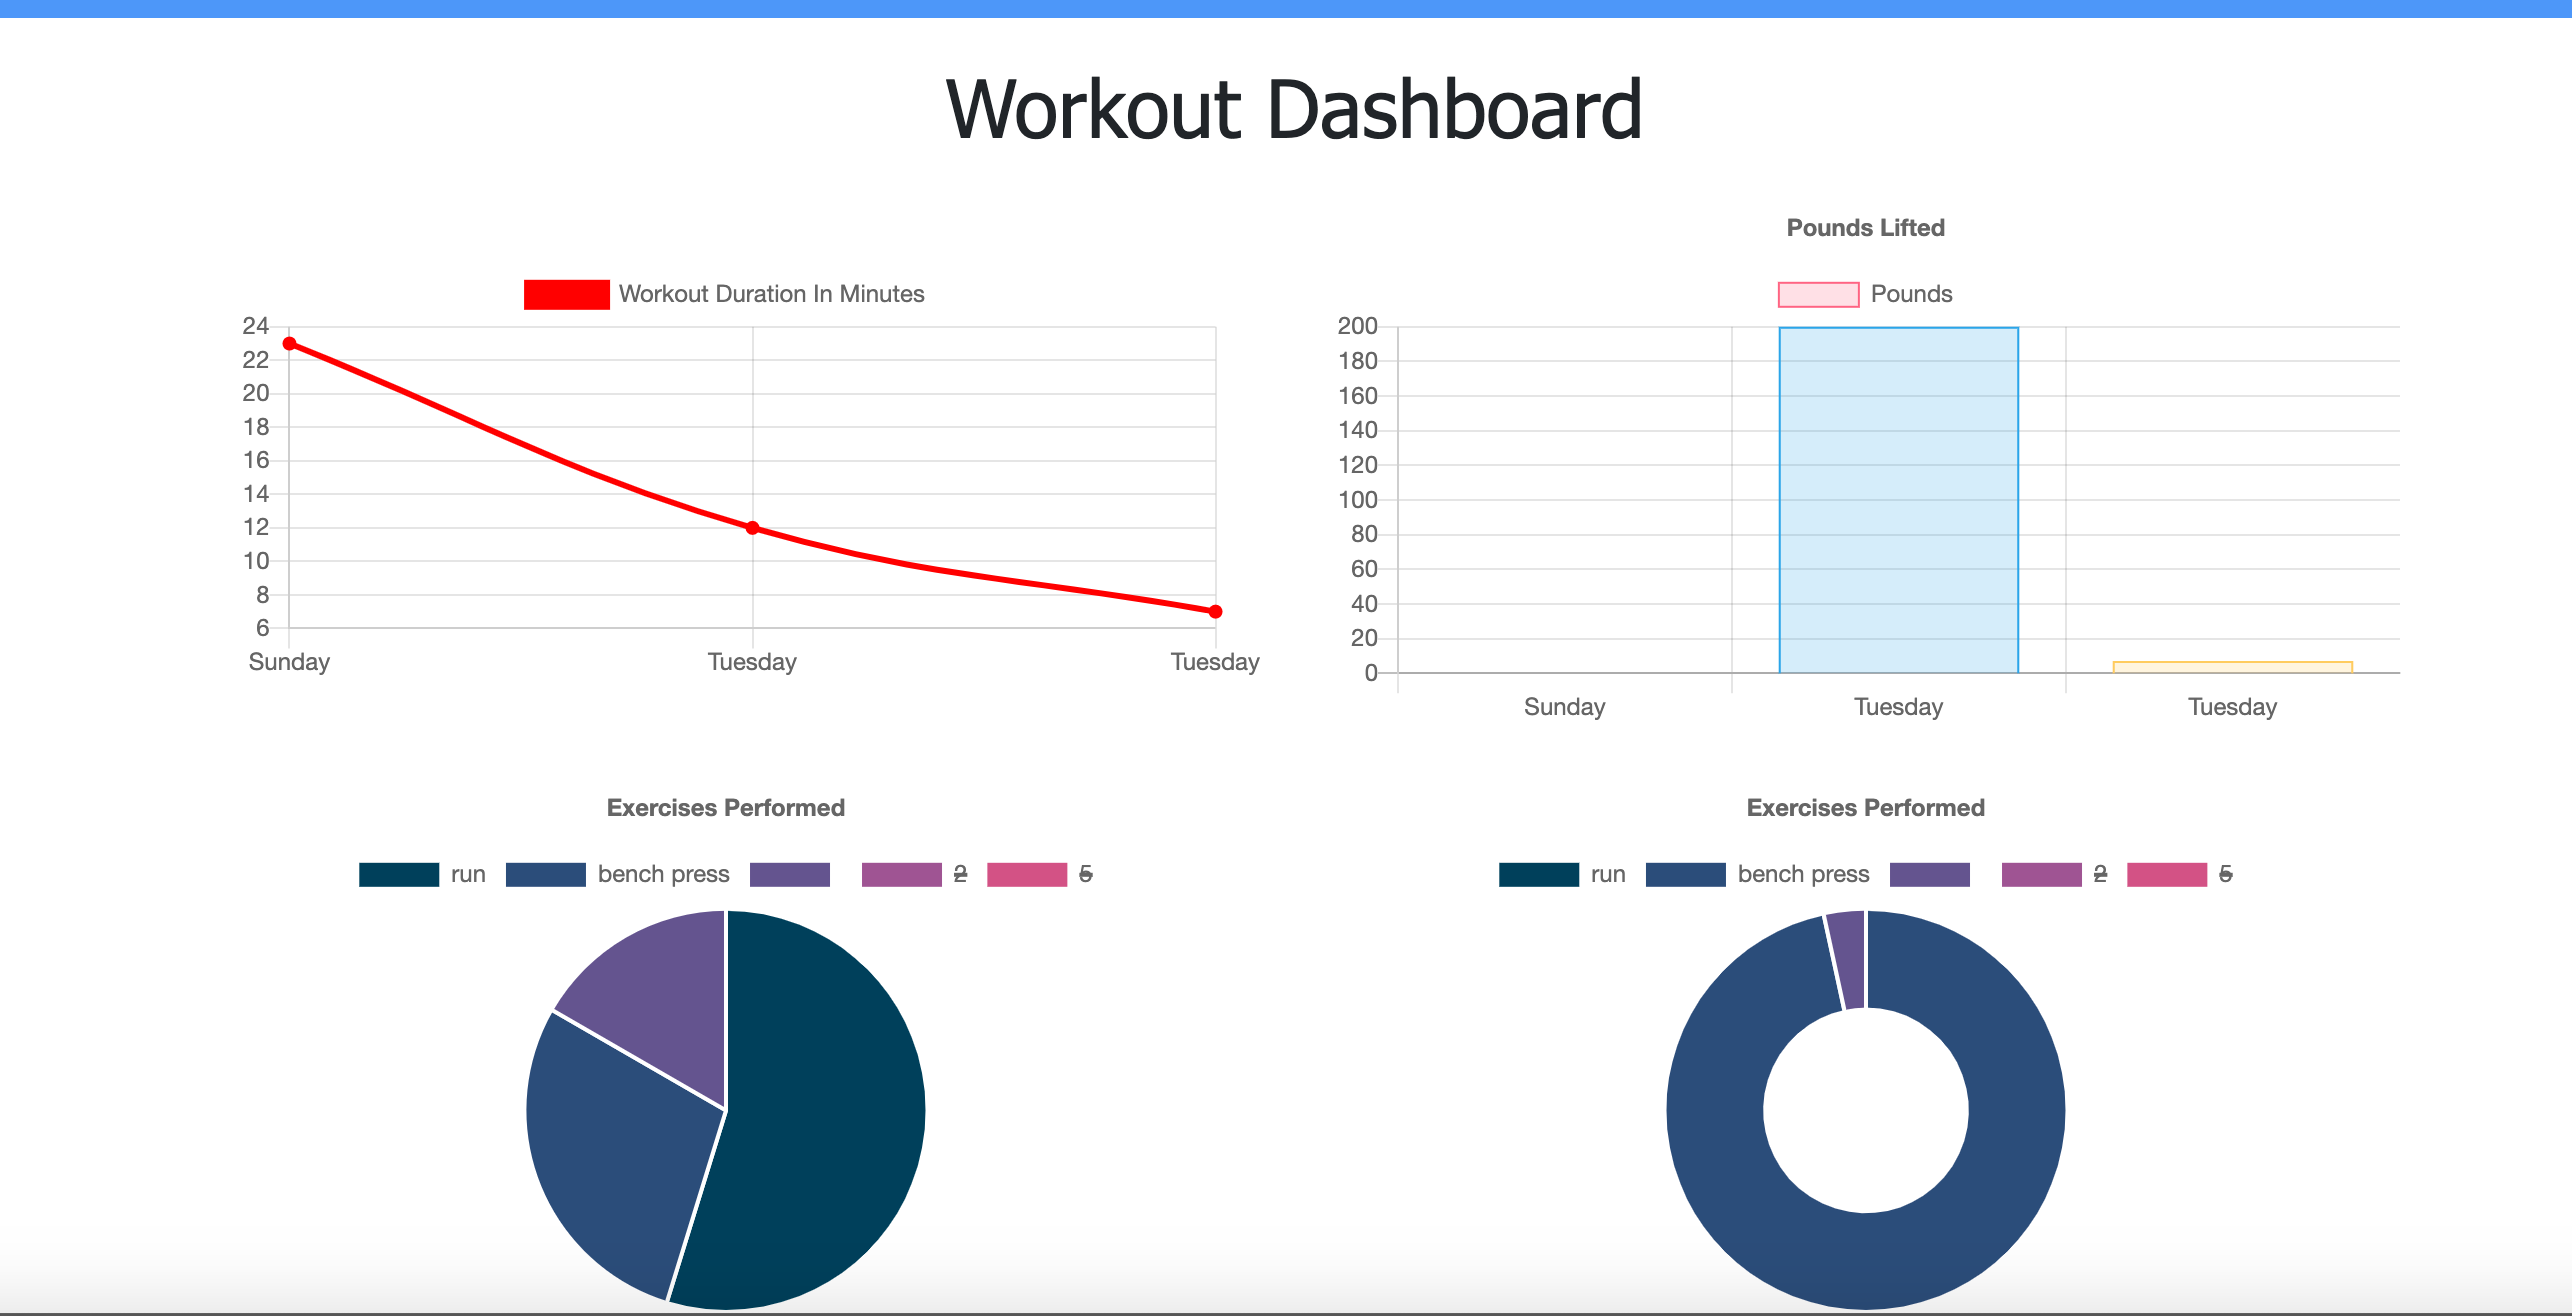 Workout Dashboard
Workout Duration In Minutes
24
22
20
18
16
14
12
10
8
6
Sunday Tuesday Tuesday
Pounds Lifted
Pounds
200
180
160
140
120
100
80
60
40
20
0
Sunday Tuesday Tuesday
Exercises Performed
run bench press 2 5
Exercises Performed
run bench press 2 5